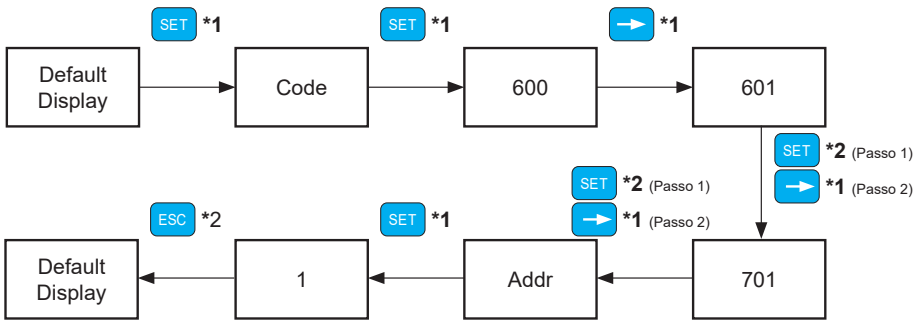 SET *1
SET *1
*1
Default
Display
Code
600
601
SET *2 (Passo 1)
*1 (Passo 2)
SET *2 (Passo 1)
*1 (Passo 2)
SET *1
ESC *2
701
Addr
1
Default
Display